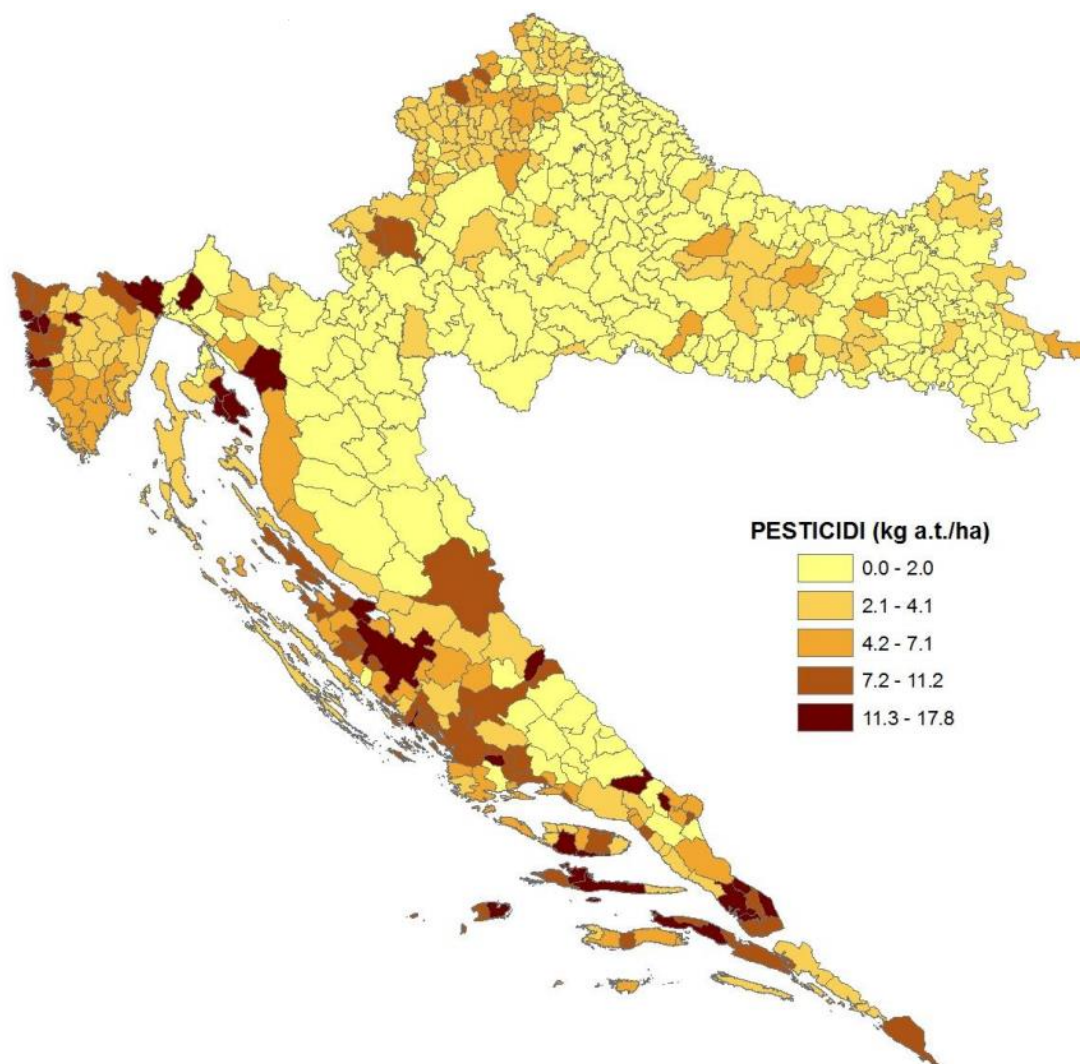 PESTICIDI (kg a.t./ha)
0.0 - 2.0
2.1 - 4.1
4.2 - 7.1
7.2 - 11.2
11.3 - 17.8